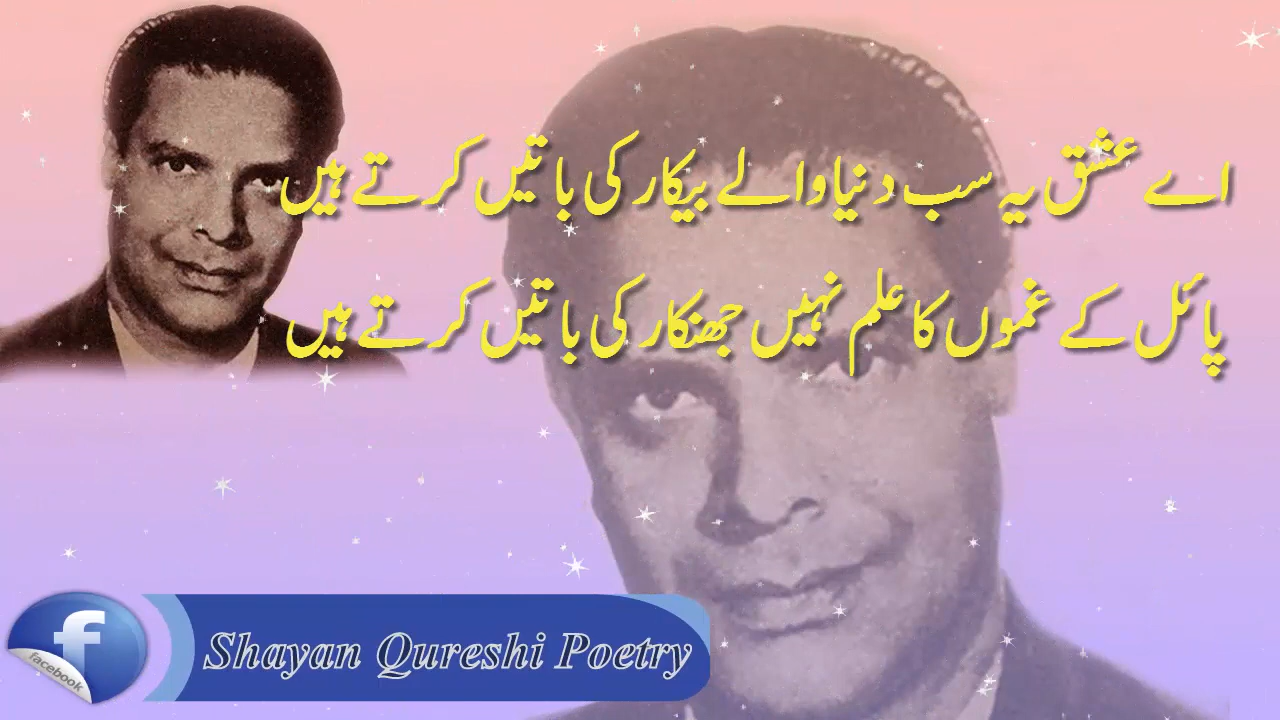 اے عشق یہ سب دنیا والے بیکار کی باتیں کرتے ہیں
پائل کے غموں کا علم نہیں جھنکار کی باتیں کرتے ہیں
f
facebook
Shayan Qureshi Poetry